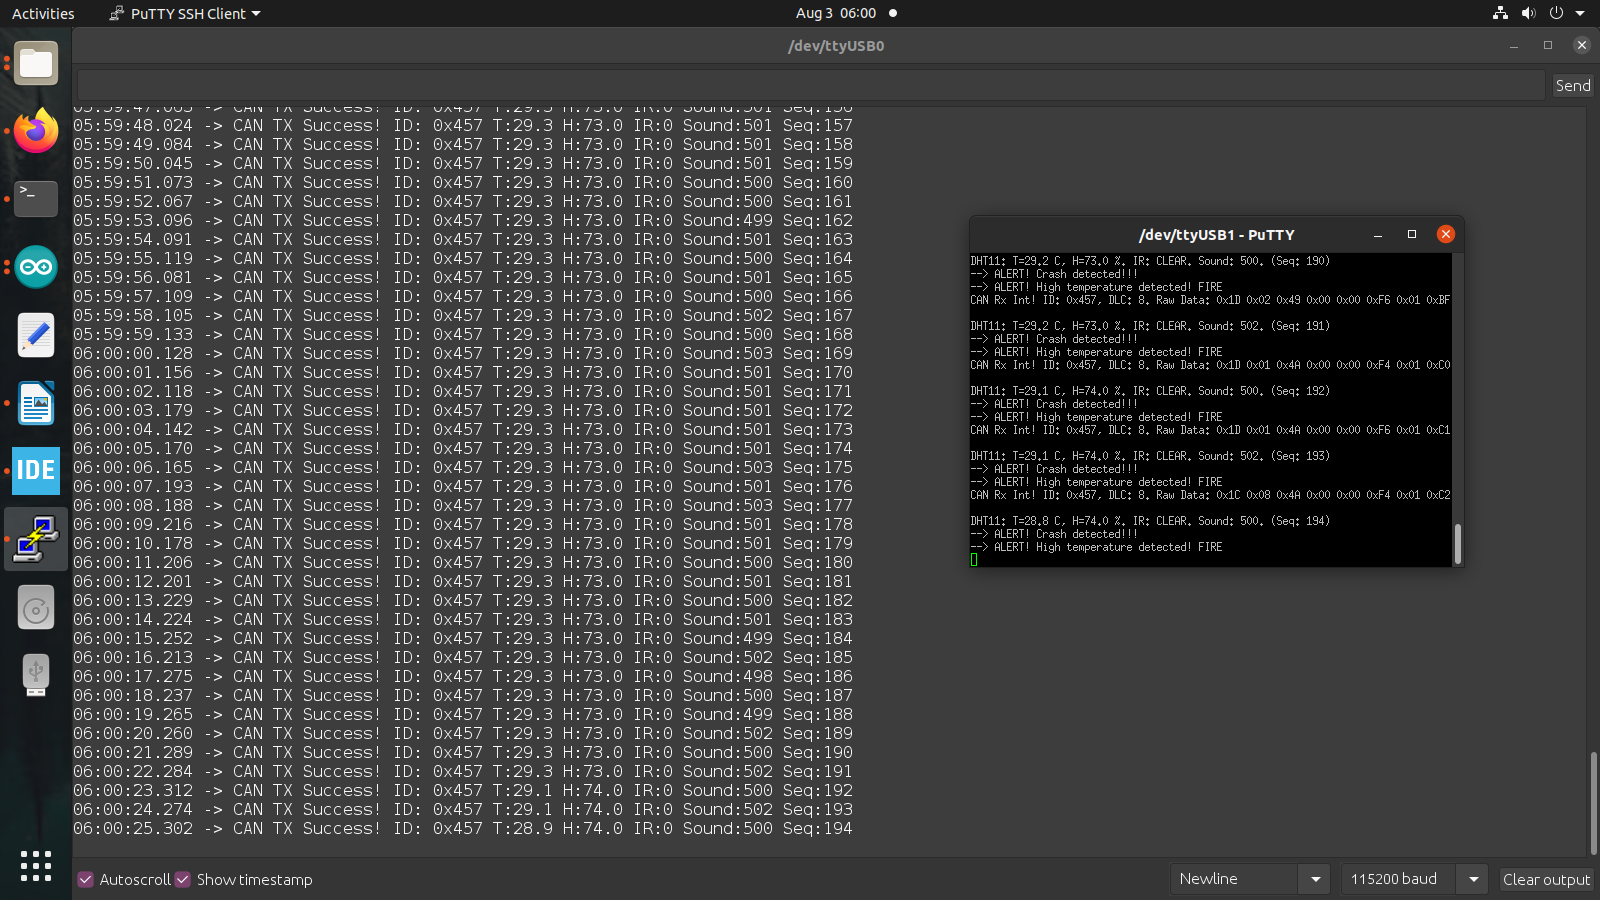 Activities
PuTTY SSH Client
Aug 3 06:00
/dev/ttyUSB0
Send
05:59:47.063 -> CAN TX Success! ID: 0x457 T:29.3 H:73.0 IR:0 Sound:501 Seq:156
05:59:48.024 -> CAN TX Success! ID: 0x457 T:29.3 H:73.0 IR:0 Sound:501 Seq:157
05:59:49.084 -> CAN TX Success! ID: 0x457 T:29.3 H:73.0 IR:0 Sound:501 Seq:158
05:59:50.045 -> CAN TX Success! ID: 0x457 T:29.3 H:73.0 IR:0 Sound:501 Seq:159
05:59:51.073 -> CAN TX Success! ID: 0x457 T:29.3 H:73.0 IR:0 Sound:500 Seq:160
05:59:52.067 -> CAN TX Success! ID: 0x457 T:29.3 H:73.0 IR:0 Sound:500 Seq:161
05:59:53.096 -> CAN TX Success! ID: 0x457 T:29.3 H:73.0 IR:0 Sound:499 Seq:162
05:59:54.091 -> CAN TX Success! ID: 0x457 T:29.3 H:73.0 IR:0 Sound:501 Seq:163
05:59:55.119 -> CAN TX Success! ID: 0x457 T:29.3 H:73.0 IR:0 Sound:500 Seq:164
05:59:56.081 -> CAN TX Success! ID: 0x457 T:29.3 H:73.0 IR:0 Sound:501 Seq:165
05:59:57.109 -> CAN TX Success! ID: 0x457 T:29.3 H:73.0 IR:0 Sound:500 Seq:166
05:59:58.105 -> CAN TX Success! ID: 0x457 T:29.3 H:73.0 IR:0 Sound:502 Seq:167
05:59:59.133 -> CAN TX Success! ID: 0x457 T:29.3 H:73.0 IR:0 Sound:500 Seq:168
06:00:00.128 -> CAN TX Success! ID: 0x457 T:29.3 H:73.0 IR:0 Sound:503 Seq:169
06:00:01.156 -> CAN TX Success! ID: 0x457 T:29.3 H:73.0 IR:0 Sound:501 Seq:170
06:00:02.118 -> CAN TX Success! ID: 0x457 T:29.3 H:73.0 IR:0 Sound:501 Seq:171
06:00:03.179 -> CAN TX Success! ID: 0x457 T:29.3 H:73.0 IR:0 Sound:501 Seq:172
06:00:04.142 -> CAN TX Success! ID: 0x457 T:29.3 H:73.0 IR:0 Sound:501 Seq:173
06:00:05.170 -> CAN TX Success! ID: 0x457 T:29.3 H:73.0 IR:0 Sound:501 Seq:174
06:00:06.165 -> CAN TX Success! ID: 0x457 T:29.3 H:73.0 IR:0 Sound:503 Seq:175
06:00:07.193 -> CAN TX Success! ID: 0x457 T:29.3 H:73.0 IR:0 Sound:501 Seq:176
06:00:08.188 -> CAN TX Success! ID: 0x457 T:29.3 H:73.0 IR:0 Sound:503 Seq:177
06:00:09.216 -> CAN TX Success! ID: 0x457 T:29.3 H:73.0 IR:0 Sound:501 Seq:178
06:00:10.178 -> CAN TX Success! ID: 0x457 T:29.3 H:73.0 IR:0 Sound:501 Seq:179
06:00:11.206 -> CAN TX Success! ID: 0x457 T:29.3 H:73.0 IR:0 Sound:500 Seq:180
06:00:12.201 -> CAN TX Success! ID: 0x457 T:29.3 H:73.0 IR:0 Sound:501 Seq:181
06:00:13.229 -> CAN TX Success! ID: 0x457 T:29.3 H:73.0 IR:0 Sound:500 Seq:182
06:00:14.224 -> CAN TX Success! ID: 0x457 T:29.3 H:73.0 IR:0 Sound:501 Seq:183
06:00:15.252 -> CAN TX Success! ID: 0x457 T:29.3 H:73.0 IR:0 Sound:499 Seq:184
06:00:16.213 -> CAN TX Success! ID: 0x457 T:29.3 H:73.0 IR:0 Sound:502 Seq:185
06:00:17.275 -> CAN TX Success! ID: 0x457 T:29.3 H:73.0 IR:0 Sound:498 Seq:186
06:00:18.237 -> CAN TX Success! ID: 0x457 T:29.3 H:73.0 IR:0 Sound:500 Seq:187
06:00:19.265 -> CAN TX Success! ID: 0x457 T:29.3 H:73.0 IR:0 Sound:499 Seq:188
06:00:20.260 -> CAN TX Success! ID: 0x457 T:29.3 H:73.0 IR:0 Sound:502 Seq:189
06:00:21.289 -> CAN TX Success! ID: 0x457 T:29.3 H:73.0 IR:0 Sound:500 Seq:190
06:00:22.284 -> CAN TX Success! ID: 0x457 T:29.3 H:73.0 IR:0 Sound:502 Seq:191
06:00:23.312 -> CAN TX Success! ID: 0x457 T:29.1 H:74.0 IR:0 Sound:500 Seq:192
06:00:24.274 -> CAN TX Success! ID: 0x457 T:29.1 H:74.0 IR:0 Sound:502 Seq:193
06:00:25.302 -> CAN TX Success! ID: 0x457 T:28.9 H:74.0 IR:0 Sound:500 Seq:194
/dev/ttyUSB1 - PuTTY
DHT11: T=29.2 C, H=73.0 %. IR: CLEAR. Sound: 500. (Seq: 190)
--> ALERT! Crash detected!!!
--> ALERT! High temperature detected! FIRE
CAN Rx Int! ID: 0x457, DLC: 8. Raw Data: 0x1D 0x02 0x49 0x00 0x00 0xF6 0x01 0xBF
DHT11: T=29.2 C, H=73.0 %. IR: CLEAR. Sound: 502. (Seq: 191)
--> ALERT! Crash detected!!!
--> ALERT! High temperature detected! FIRE
CAN Rx Int! ID: 0x457, DLC: 8. Raw Data: 0x1D 0x01 0x4A 0x00 0x00 0xF4 0x01 0xC0
DHT11: T=29.1 C, H=74.0 %. IR: CLEAR. Sound: 500. (Seq: 192)
--> ALERT! Crash detected!!!
--> ALERT! High temperature detected! FIRE
CAN Rx Int! ID: 0x457, DLC: 8. Raw Data: 0x1D 0x01 0x4A 0x00 0x00 0xF6 0x01 0xC1
DHT11: T=29.1 C, H=74.0 %. IR: CLEAR. Sound: 502. (Seq: 193)
--> ALERT! Crash detected!!!
--> ALERT! High temperature detected! FIRE
CAN Rx Int! ID: 0x457, DLC: 8. Raw Data: 0x1C 0x08 0x4A 0x00 0x00 0xF4 0x01 0xC2
DHT11: T=28.8 C, H=74.0 %. IR: CLEAR. Sound: 500. (Seq: 194)
--> ALERT! Crash detected!!!
--> ALERT! High temperature detected! FIRE
>_
IDE
Autoscroll
Show timestamp
Newline
115200 baud
Clear output